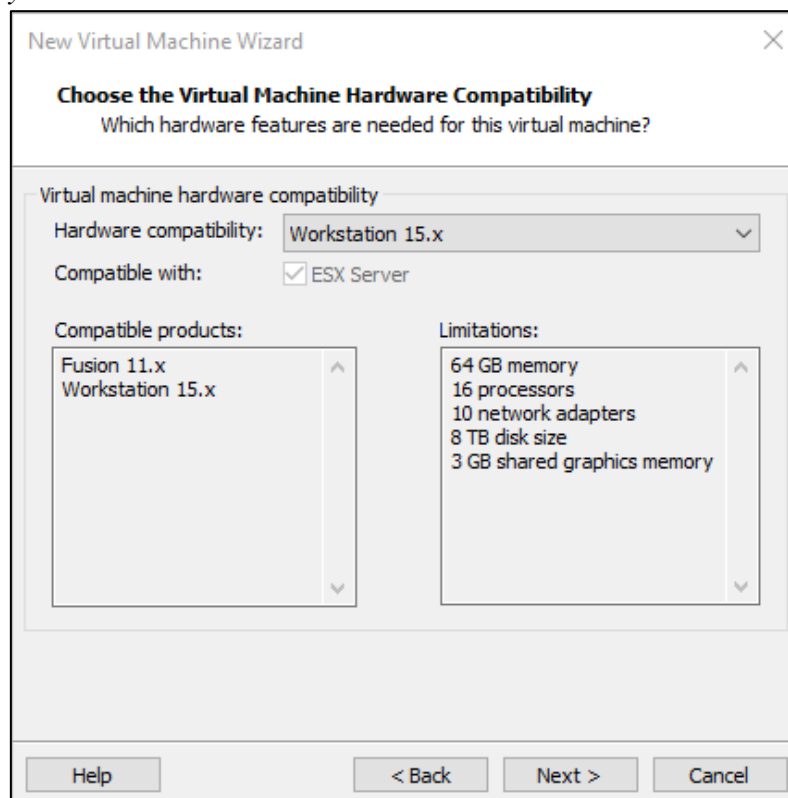 New Virtual Machine Wizard
Choose the Virtual Machine Hardware Compatibility
Which hardware features are needed for this virtual machine?
Virtual machine hardware compatibility
Hardware compatibility: Workstation 15.x
Compatible with: ESX Server
Compatible products:
Fusion 11.x
Workstation 15.x
Limitations:
64 GB memory
16 processors
10 network adapters
8 TB disk size
3 GB shared graphics memory
Help < Back Next > Cancel